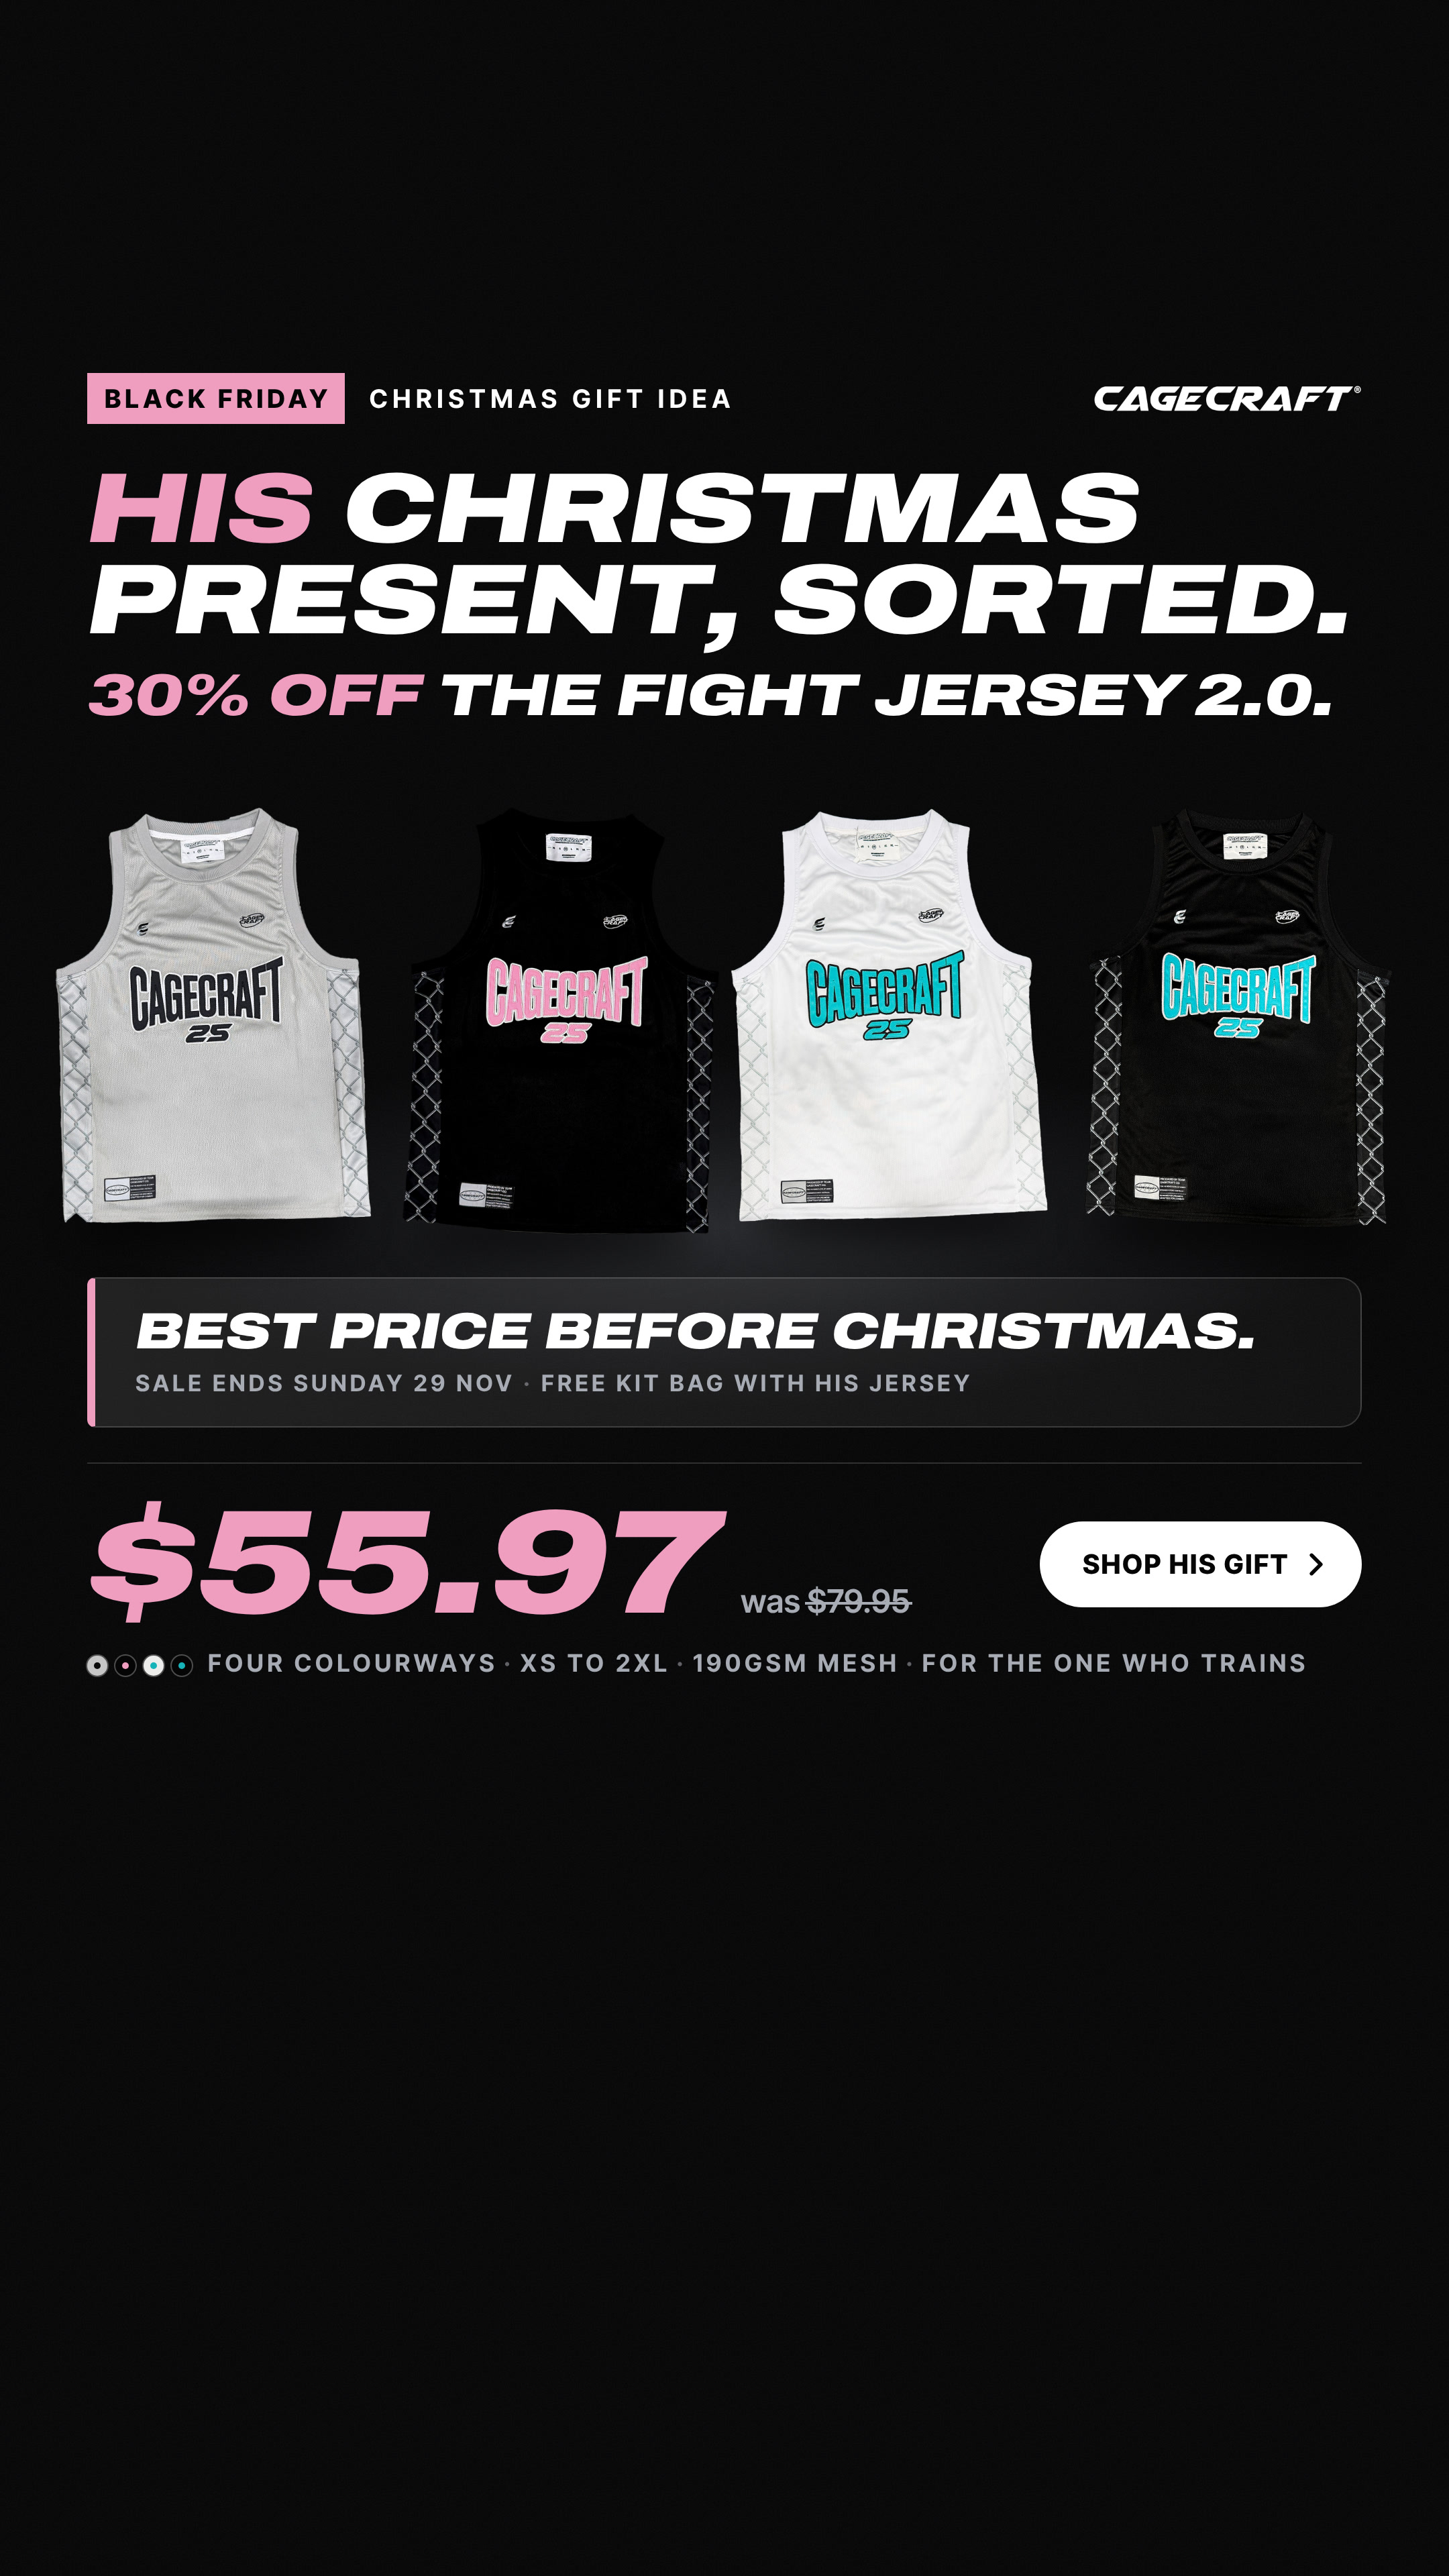 BLACK FRIDAY CHRISTMAS GIFT IDEA
CAGECRAFT®
HIS CHRISTMAS
PRESENT, SORTED.
30% OFF THE FIGHT JERSEY 2.0.
CAGECRAFT
25
CAGECRAFT
25
CAGECRAFT
25
CAGECRAFT
25
BEST PRICE BEFORE CHRISTMAS.
SALE ENDS SUNDAY 29 NOV · FREE KIT BAG WITH HIS JERSEY
$55.97 was $79.95
SHOP HIS GIFT
FOUR COLOURWAYS · XS TO 2XL · 190GSM MESH · FOR THE ONE WHO TRAINS